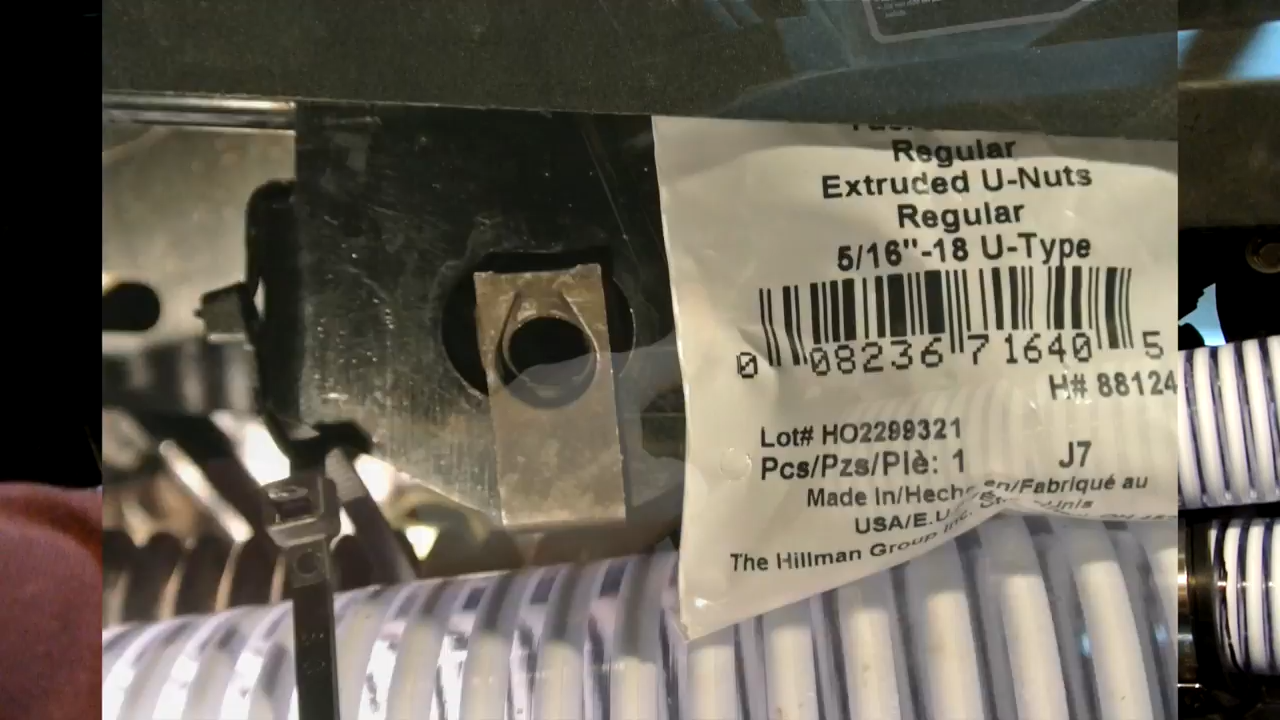 Regular
Extruded U-Nuts
Regular
5/16"-18 U-Type
0 08236 71640 5
H# 88124
Lot# HO2299321
Pcs/Pzs/Plè: 1 J7
Made In/Hecho En/Fabriqué au
USA/E.U.
The Hillman Group Inc.